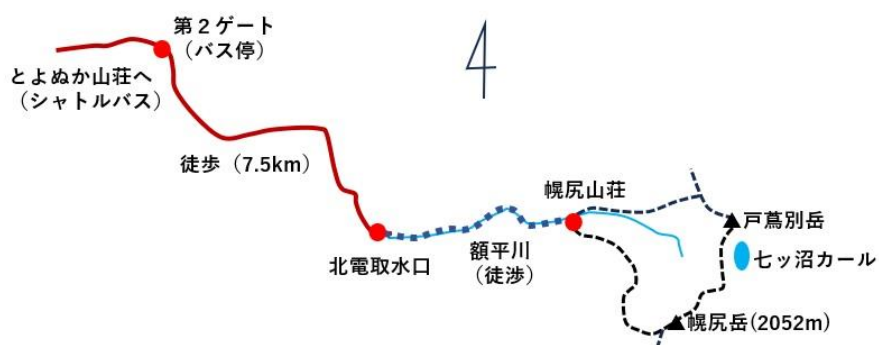 第２ゲート
（バス停）
とよぬか山荘へ
（シャトルバス）
徒歩（7.5km）
幌尻山荘
戸蔦別岳
北電取水口
額平川
（徒渉）
七ッ沼カール
幌尻岳(2052m)